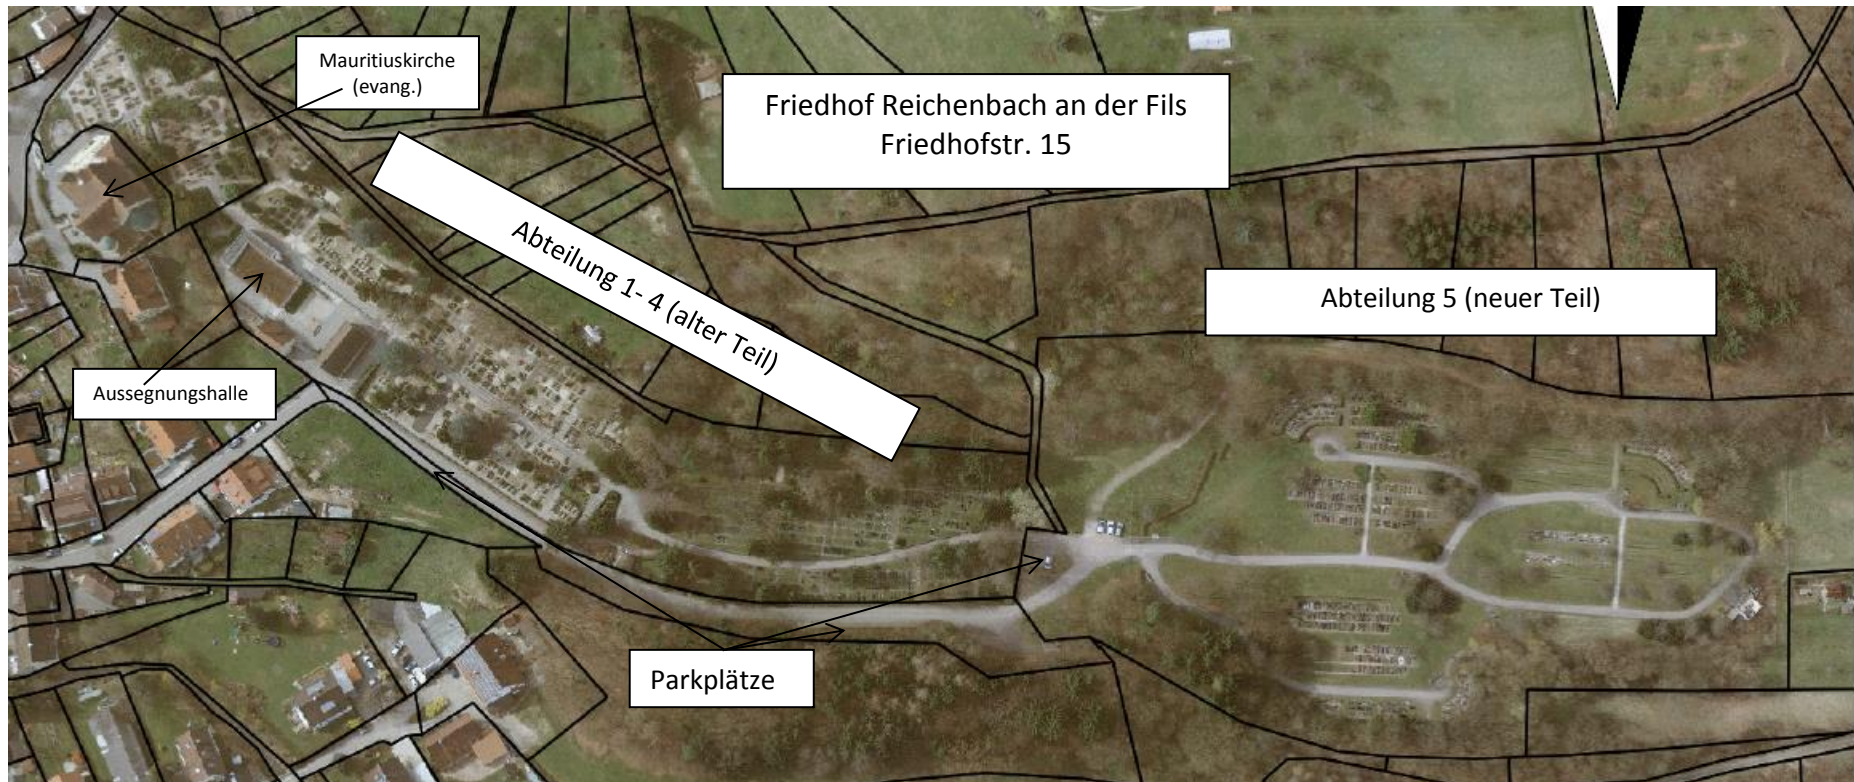 Mauritiuskirche
(evang.)
Friedhof Reichenbach an der Fils
Friedhofstr. 15
Abteilung 1- 4 (alter Teil)
Abteilung 5 (neuer Teil)
Aussegnungshalle
Parkplätze